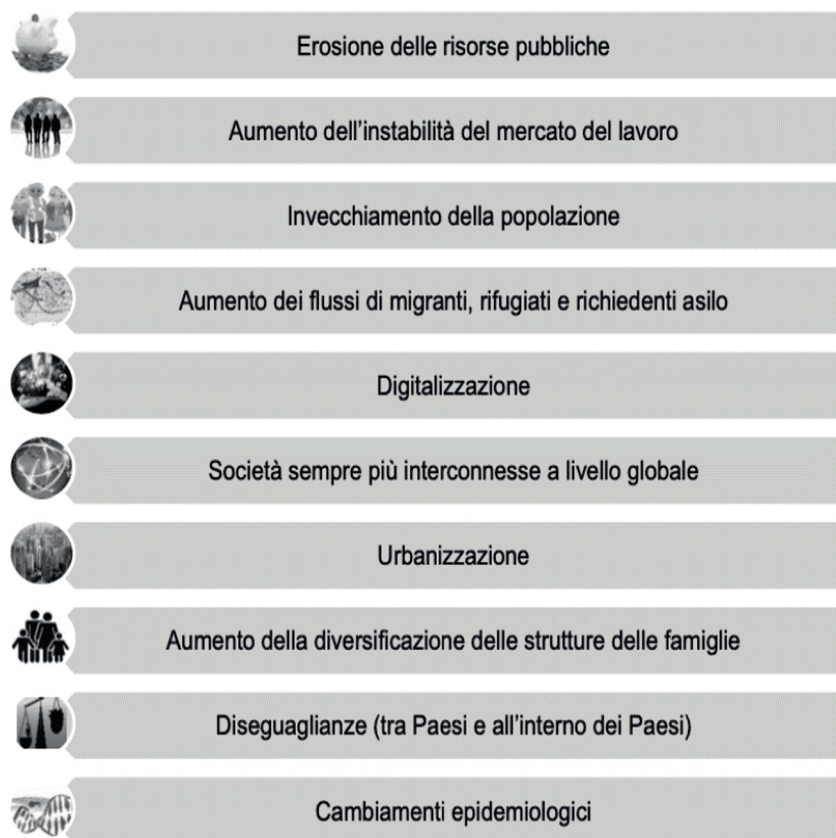 Erosione delle risorse pubbliche
Aumento dell'instabilità del mercato del lavoro
Invecchiamento della popolazione
Aumento dei flussi di migranti, rifugiati e richiedenti asilo
Digitalizzazione
Società sempre più interconnesse a livello globale
Urbanizzazione
Aumento della diversificazione delle strutture delle famiglie
Diseguaglianze (tra Paesi e all'interno dei Paesi)
Cambiamenti epidemiologici